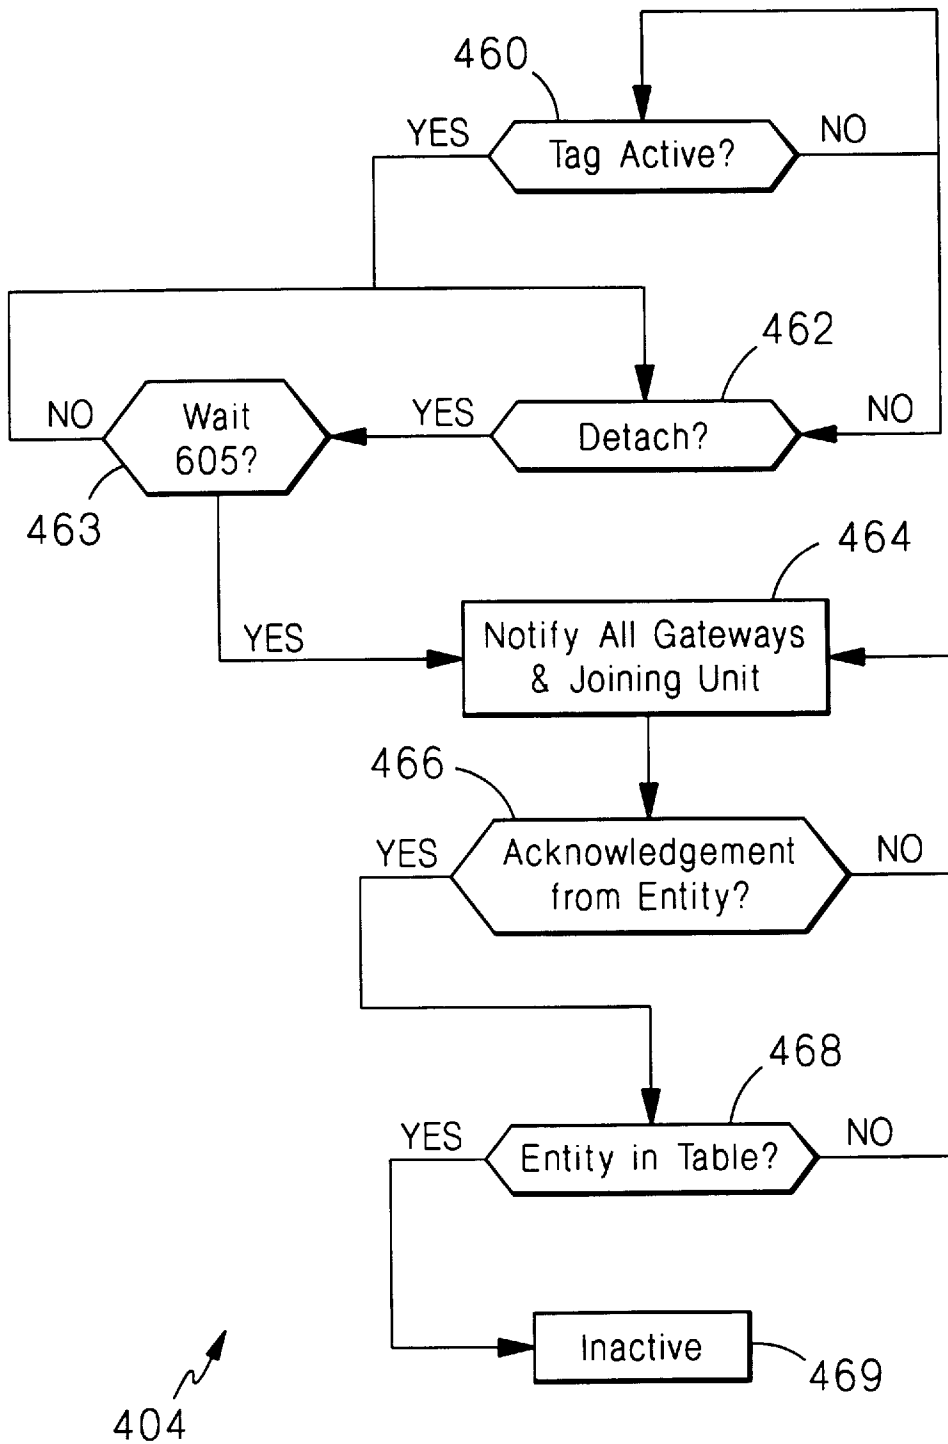 460
YES
Tag Active?
NO
462
NO
Wait
605?
YES
Detach?
NO
463
464
YES
Notify All Gateways
& Joining Unit
466
YES
Acknowledgement
from Entity?
NO
468
YES
Entity in Table?
NO
Inactive
469
404